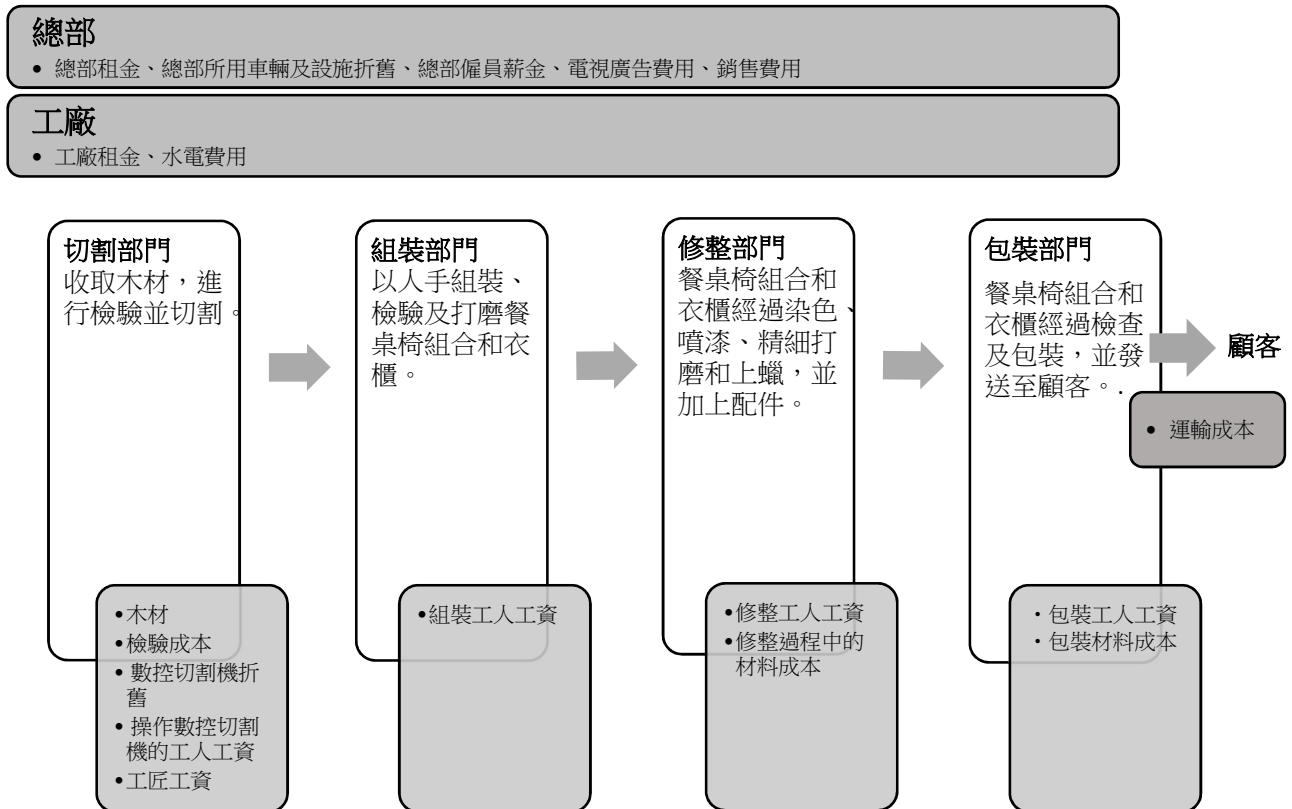 總部
• 總部租金、總部所用車輛及設施折舊、總部僱員薪金、電視廣告費用、銷售費用
工廠
• 工廠租金、水電費用
切割部門
收取木材，進
行檢驗並切割。
組裝部門
以人手組裝、
檢驗及打磨餐
桌椅組合和衣
櫃。
修整部門
餐桌椅組合和
衣櫃經過染色、
噴漆、精細打
磨和上蠟，並
加上配件。
包裝部門
餐桌椅組合和
衣櫃經過檢查
及包裝，並發
送至顧客。.
顧客
• 運輸成本
•木材
•檢驗成本
• 數控切割機折
舊
• 操作數控切割
機的工人工資
•工匠工資
•組裝工人工資
•修整工人工資
•修整過程中的
材料成本
・包裝工人工資
・包裝材料成本